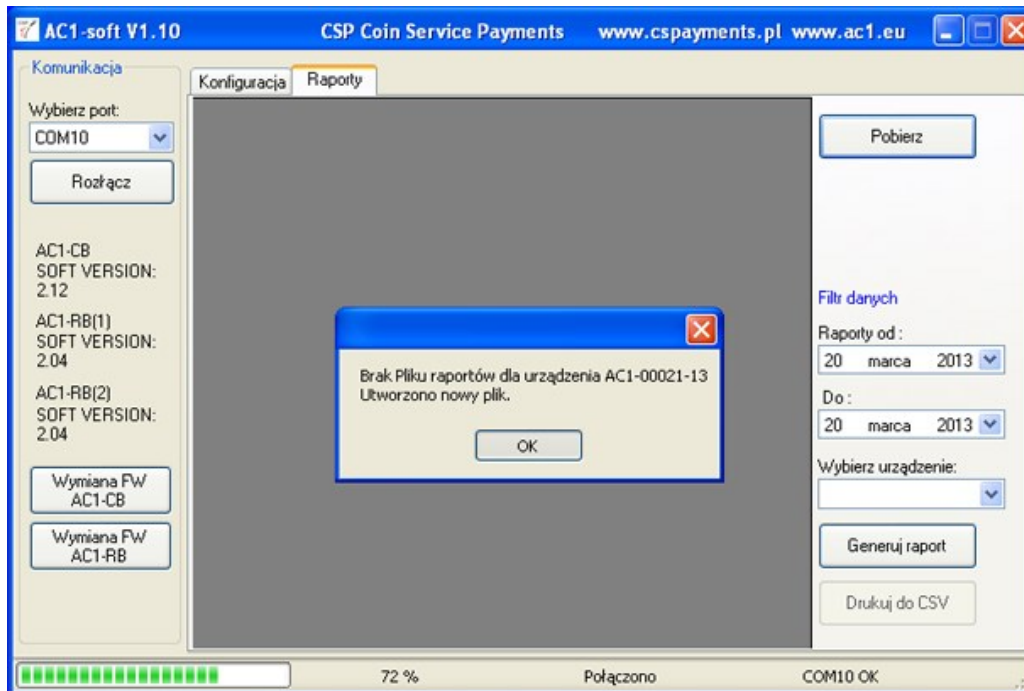 AC1-soft V1.10 CSP Coin Service Payments www.cspayments.pl www.ac1.eu
Komunikacja
Wybierz port:
COM10
Rozłącz
AC1-CB
SOFT VERSION:
2.12
AC1-RB(1)
SOFT VERSION:
2.04
AC1-RB(2)
SOFT VERSION:
2.04
Wymiana FW
AC1-CB
Wymiana FW
AC1-RB
Konfiguracja Raporty
Brak Pliku raportów dla urządzenia AC1-00021-13
Utworzono nowy plik.
OK
Pobierz
Filtr danych
Raporty od :
20 marca 2013
Do :
20 marca 2013
Wybierz urządzenie:
Generuj raport
Drukuj do CSV
72 % Połączono COM10 OK